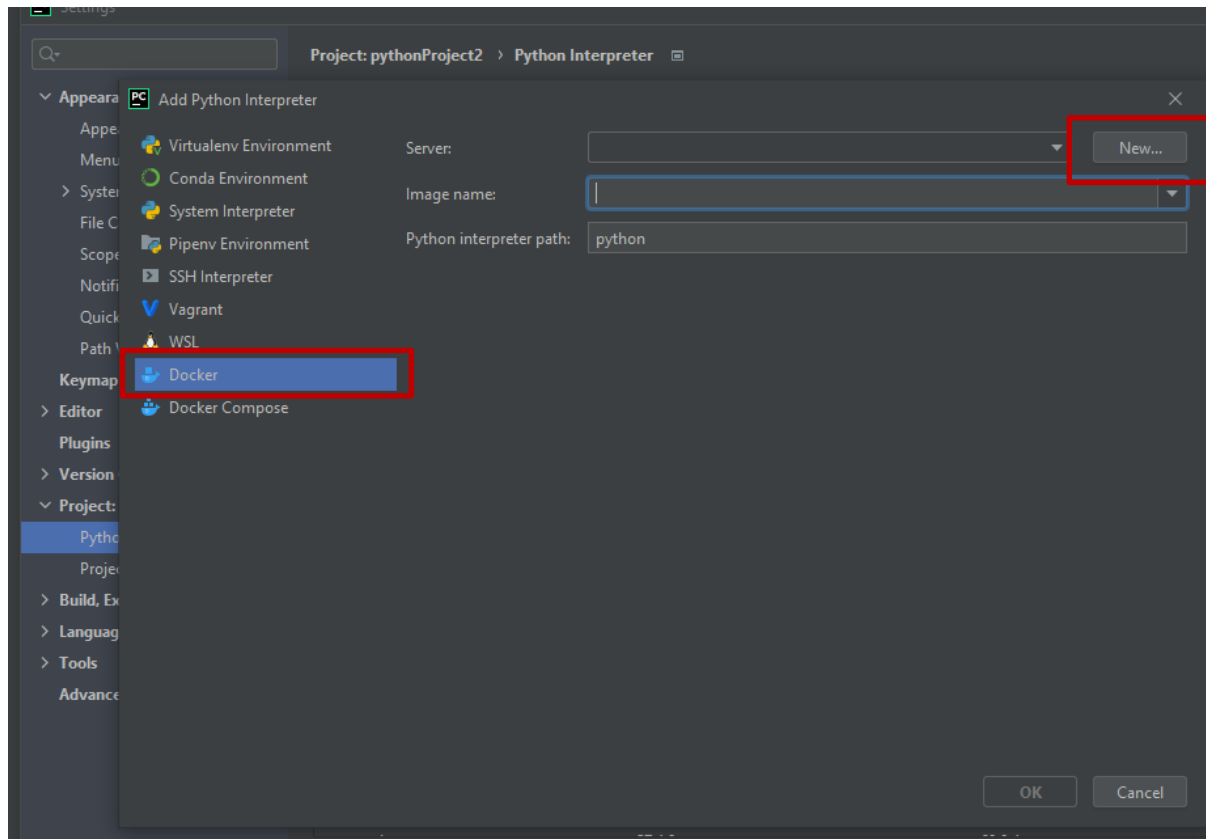 Settings
Project: pythonProject2 > Python Interpreter
Appeara
PC Add Python Interpreter
Appe
Menu
Syste
File C
Scope
Notifi
Quick
Path V
Keymap
Editor
Plugins
Version
Project:
Pytho
Projec
Build, Ex
Languag
Tools
Advance
Virtualenv Environment
Conda Environment
System Interpreter
Pipenv Environment
SSH Interpreter
Vagrant
WSL
Docker
Docker Compose
Server:
New...
Image name:
Python interpreter path: python
OK Cancel